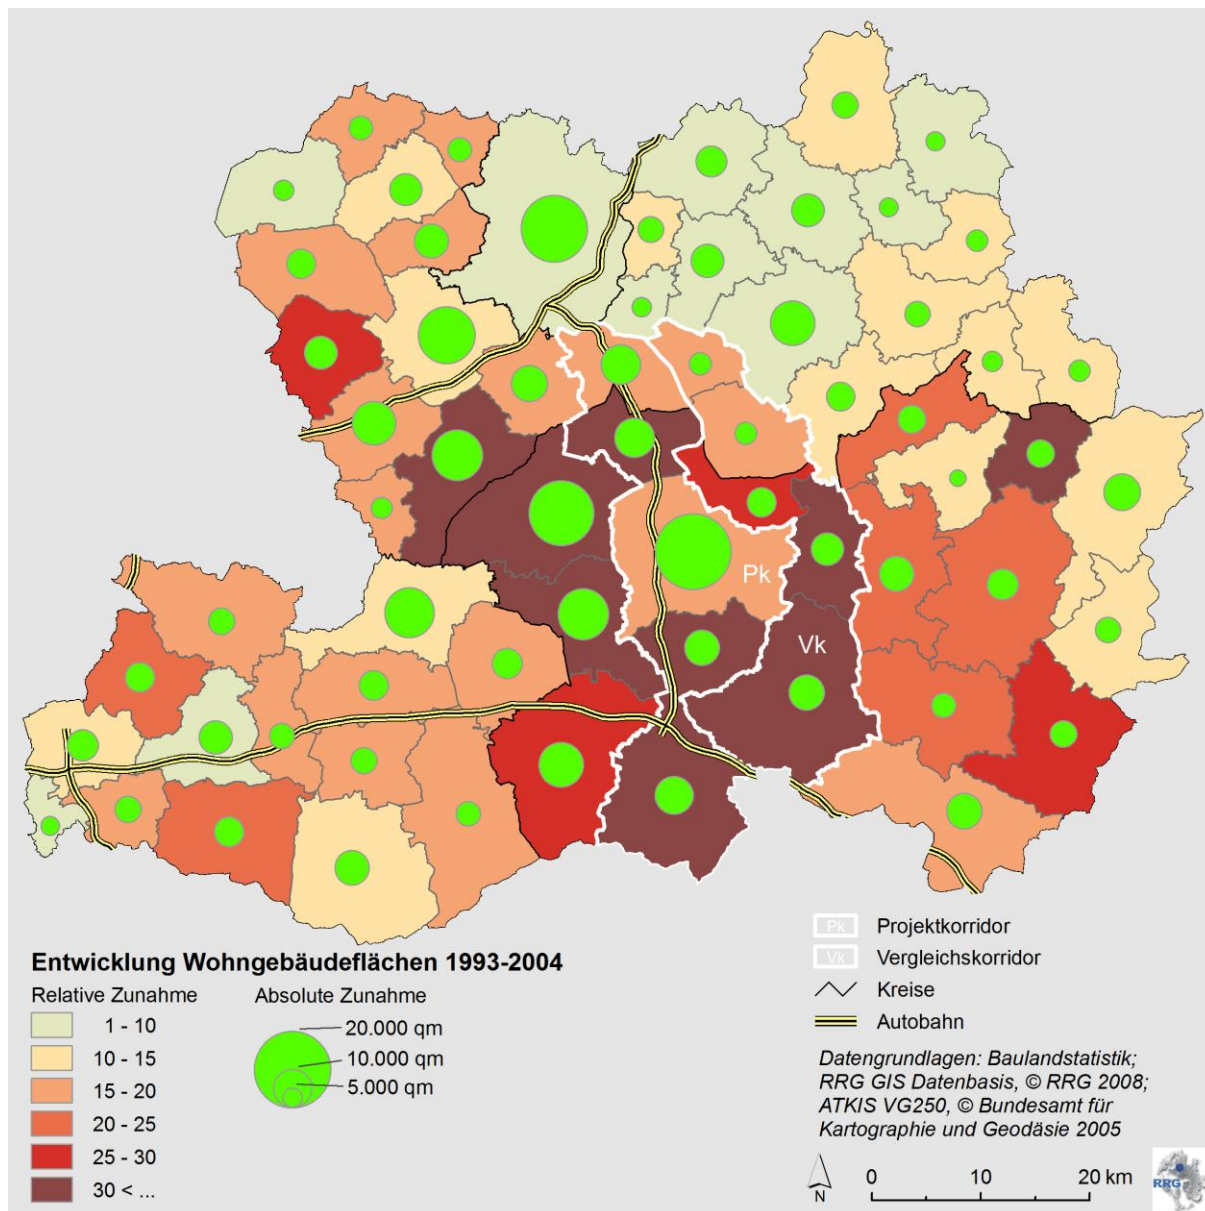 Pk
Vk
Entwicklung Wohngebäudeflächen 1993-2004
Relative Zunahme
1 - 10
10 - 15
15 - 20
20 - 25
25 - 30
30 < ...
Absolute Zunahme
20.000 qm
10.000 qm
5.000 qm
Pk Projektkorridor
Vk Vergleichskorridor
Kreise
Autobahn
Datengrundlagen: Baulandstatistik;
RRG GIS Datenbasis, © RRG 2008;
ATKIS VG250, © Bundesamt für
Kartographie und Geodäsie 2005
N
0 10 20 km
RRG